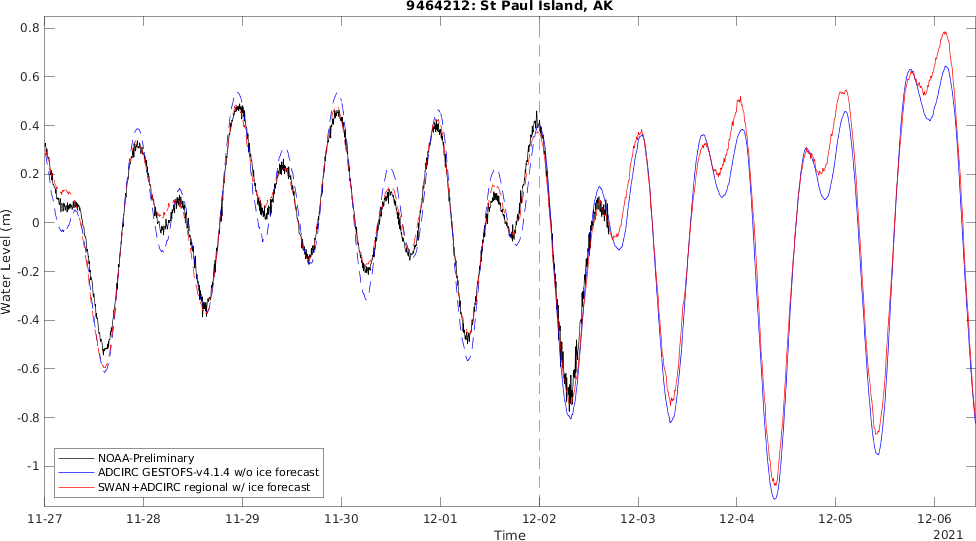 9464212: St Paul Island, AK
0.8
0.6
0.4
0.2
0
-0.2
-0.4
-0.6
-0.8
-1
Water Level (m)
NOAA-Preliminary
ADCIRC GESTOFS-v4.1.4 w/o ice forecast
SWAN+ADCIRC regional w/ ice forecast
11-27 11-28 11-29 11-30 12-01 12-02 12-03 12-04 12-05 12-06
Time
2021